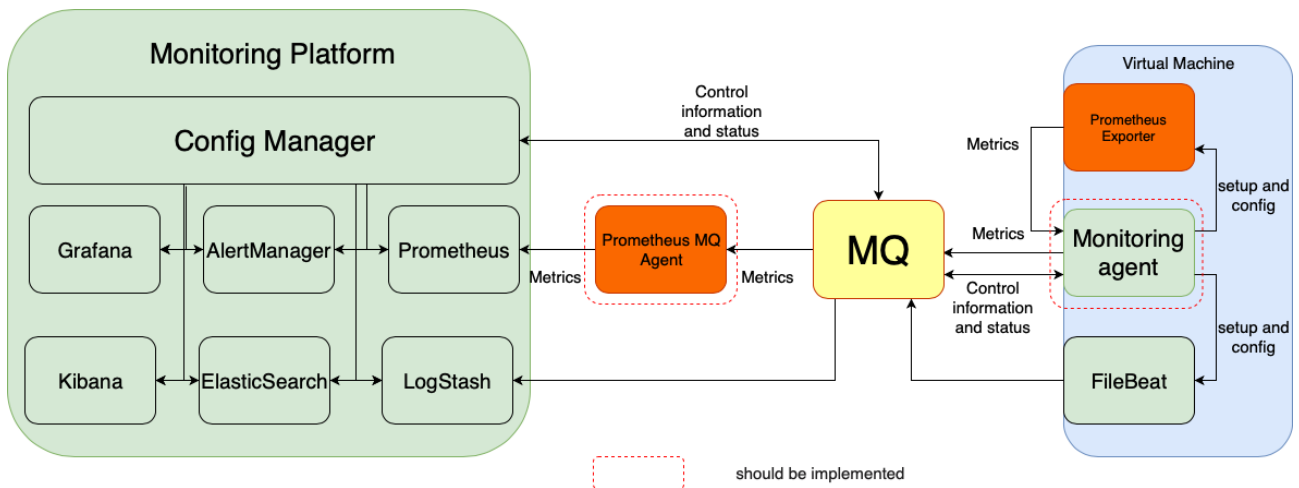 Monitoring Platform
Config Manager
Grafana
AlertManager
Prometheus
Kibana
ElasticSearch
LogStash
Control
information
and status
Metrics
Prometheus MQ
Agent
Metrics
MQ
Metrics
Control
information
and status
Virtual Machine
Prometheus
Exporter
Metrics
setup and
config
Monitoring
agent
setup and
config
FileBeat
should be implemented